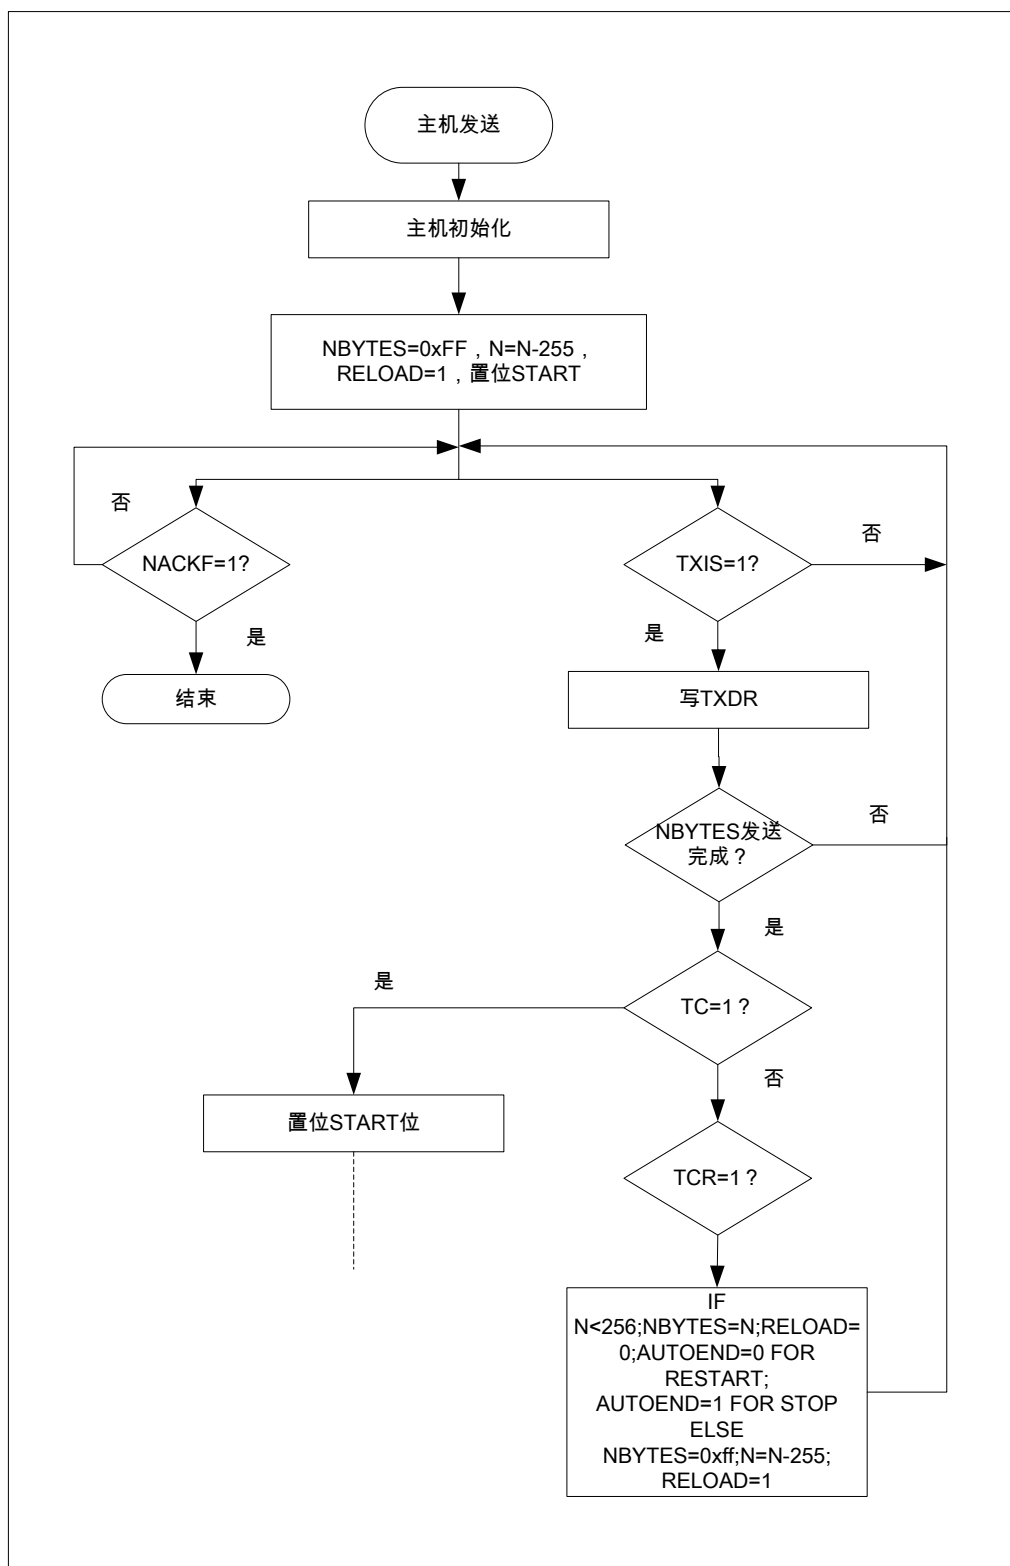 主机发送
主机初始化
NBYTES=0xFF，N=N-255，
RELOAD=1，置位START
否
NACKF=1?
是
结束
TXIS=1?
否
是
写TXDR
NBYTES发送
完成？
否
是
TC=1？
是
否
置位START位
TCR=1？
IF
N<256;NBYTES=N;RELOAD=
0;AUTOEND=0 FOR
RESTART;
AUTOEND=1 FOR STOP
ELSE
NBYTES=0xff;N=N-255;
RELOAD=1